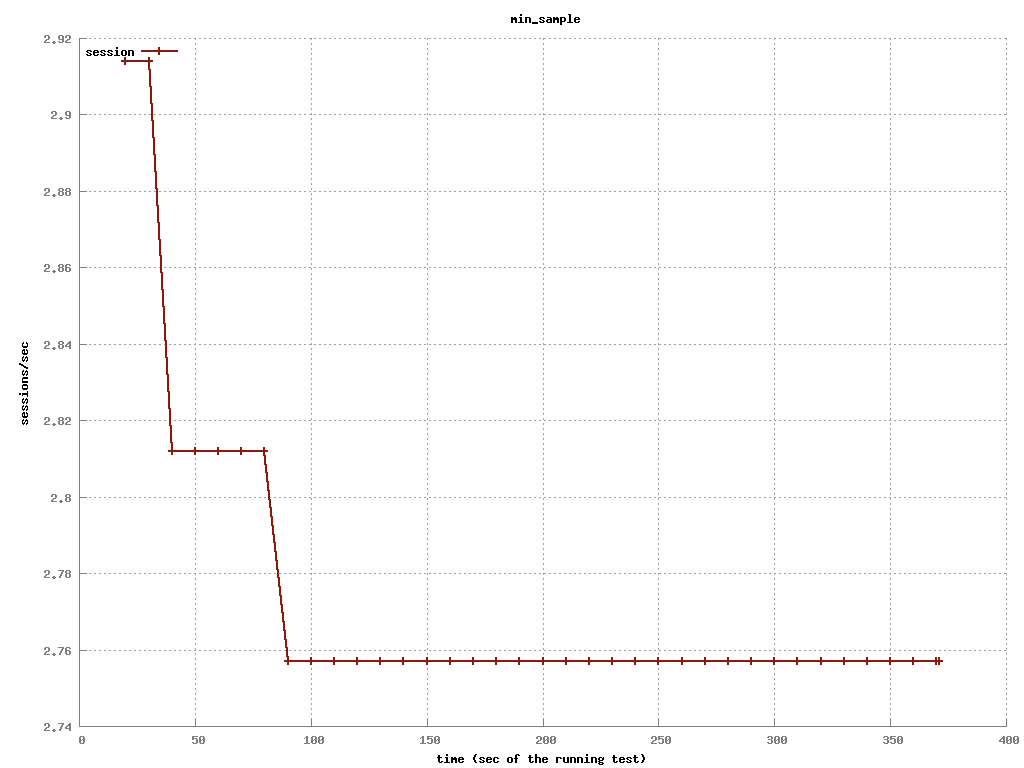 min_sample
2.92
session
2.9
2.88
2.86
2.84
sessions/sec
2.82
2.8
2.78
2.76
2.74
0 50 100 150 200 250 300 350 400
time (sec of the running test)